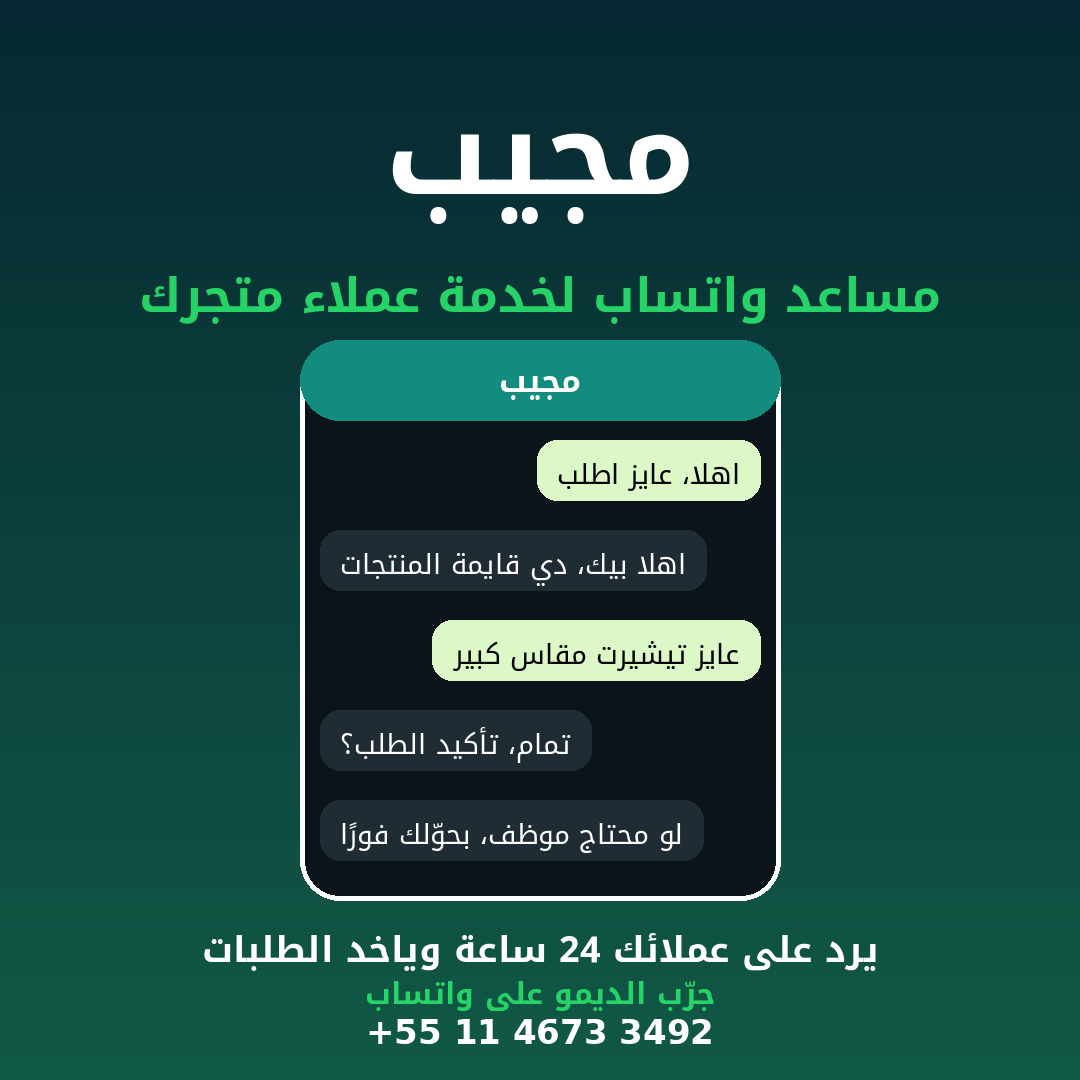 مجيب
مساعد واتساب لخدمة عملاء متجرك
مجيب
اهلا، عايز اطلب
اهلا بيك، دي قايمة المنتجات
عايز تيشيرت مقاس كبير
تمام، تأكيد الطلب؟
لو محتاج موظف، بحوّلك فورًا
يرد على عملائك 24 ساعة وياخد الطلبات
جرّب الديمو على واتساب
+55 11 4673 3492